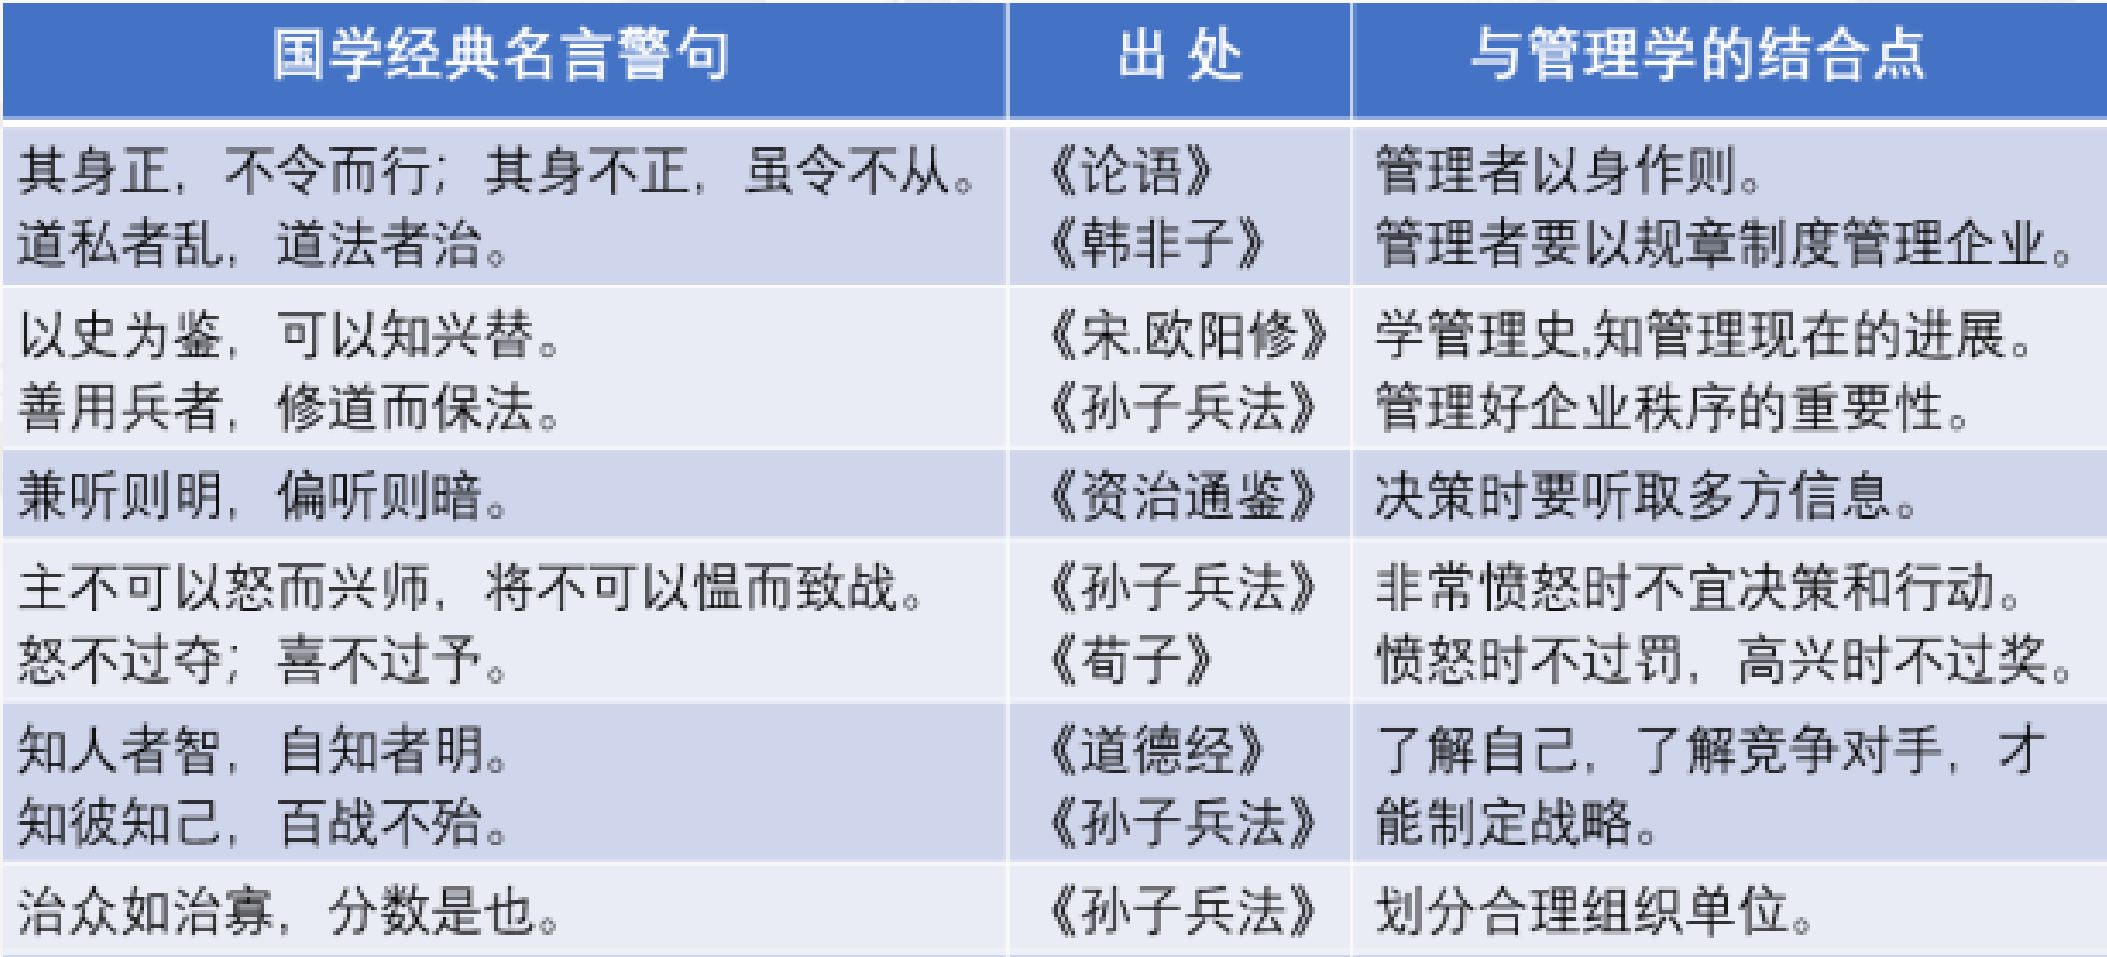 国学经典名言警句 出 处 与管理学的结合点
其身正，不令而行；其身不正，虽令不从。 《论语》 管理者以身作则。
道私者乱，道法者治。 《韩非子》 管理者要以规章制度管理企业。
以史为鉴，可以知兴替。 《宋.欧阳修》 学管理史,知管理现在的进展。
善用兵者，修道而保法。 《孙子兵法》 管理好企业秩序的重要性。
兼听则明，偏听则暗。 《资治通鉴》 决策时要听取多方信息。
主不可以怒而兴师，将不可以愠而致战。 《孙子兵法》 非常愤怒时不宜决策和行动。
怒不过夺；喜不过予。 《荀子》 愤怒时不过罚，高兴时不过奖。
知人者智，自知者明。 《道德经》 了解自己，了解竞争对手，才
知彼知己，百战不殆。 《孙子兵法》 能制定战略。
治众如治寡，分数是也。 《孙子兵法》 划分合理组织单位。